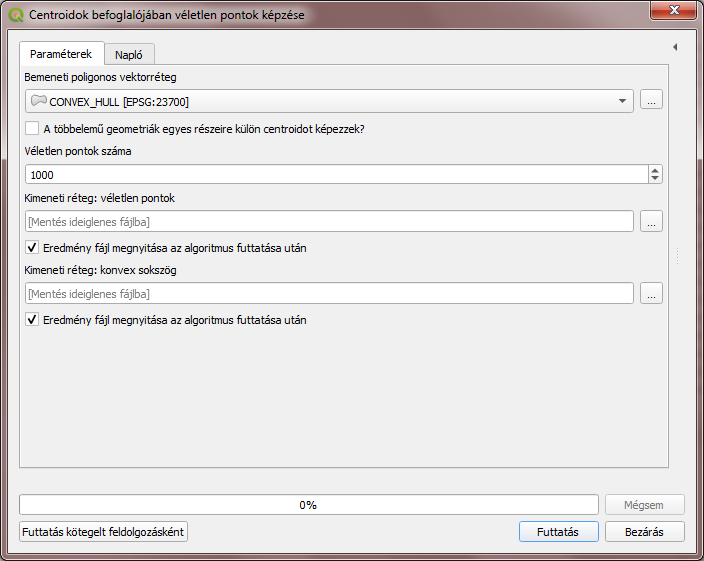 Centroidok befoglalójában véletlen pontok képzése
Paraméterek
Napló
Bemeneti poligonos vektorréteg
CONVEX_HULL [EPSG:23700]
...
A többelemű geometriák egyes részeire külön centroidot képezzek?
Véletlen pontok száma
1000
Kimeneti réteg: véletlen pontok
[Mentés ideiglenes fájlba]
...
Eredmény fájl megnyitása az algoritmus futtatása után
Kimeneti réteg: konvex sokszög
[Mentés ideiglenes fájlba]
...
Eredmény fájl megnyitása az algoritmus futtatása után
0%
Mégsem
Futtatás kötegelt feldolgozásként
Futtatás
Bezárás